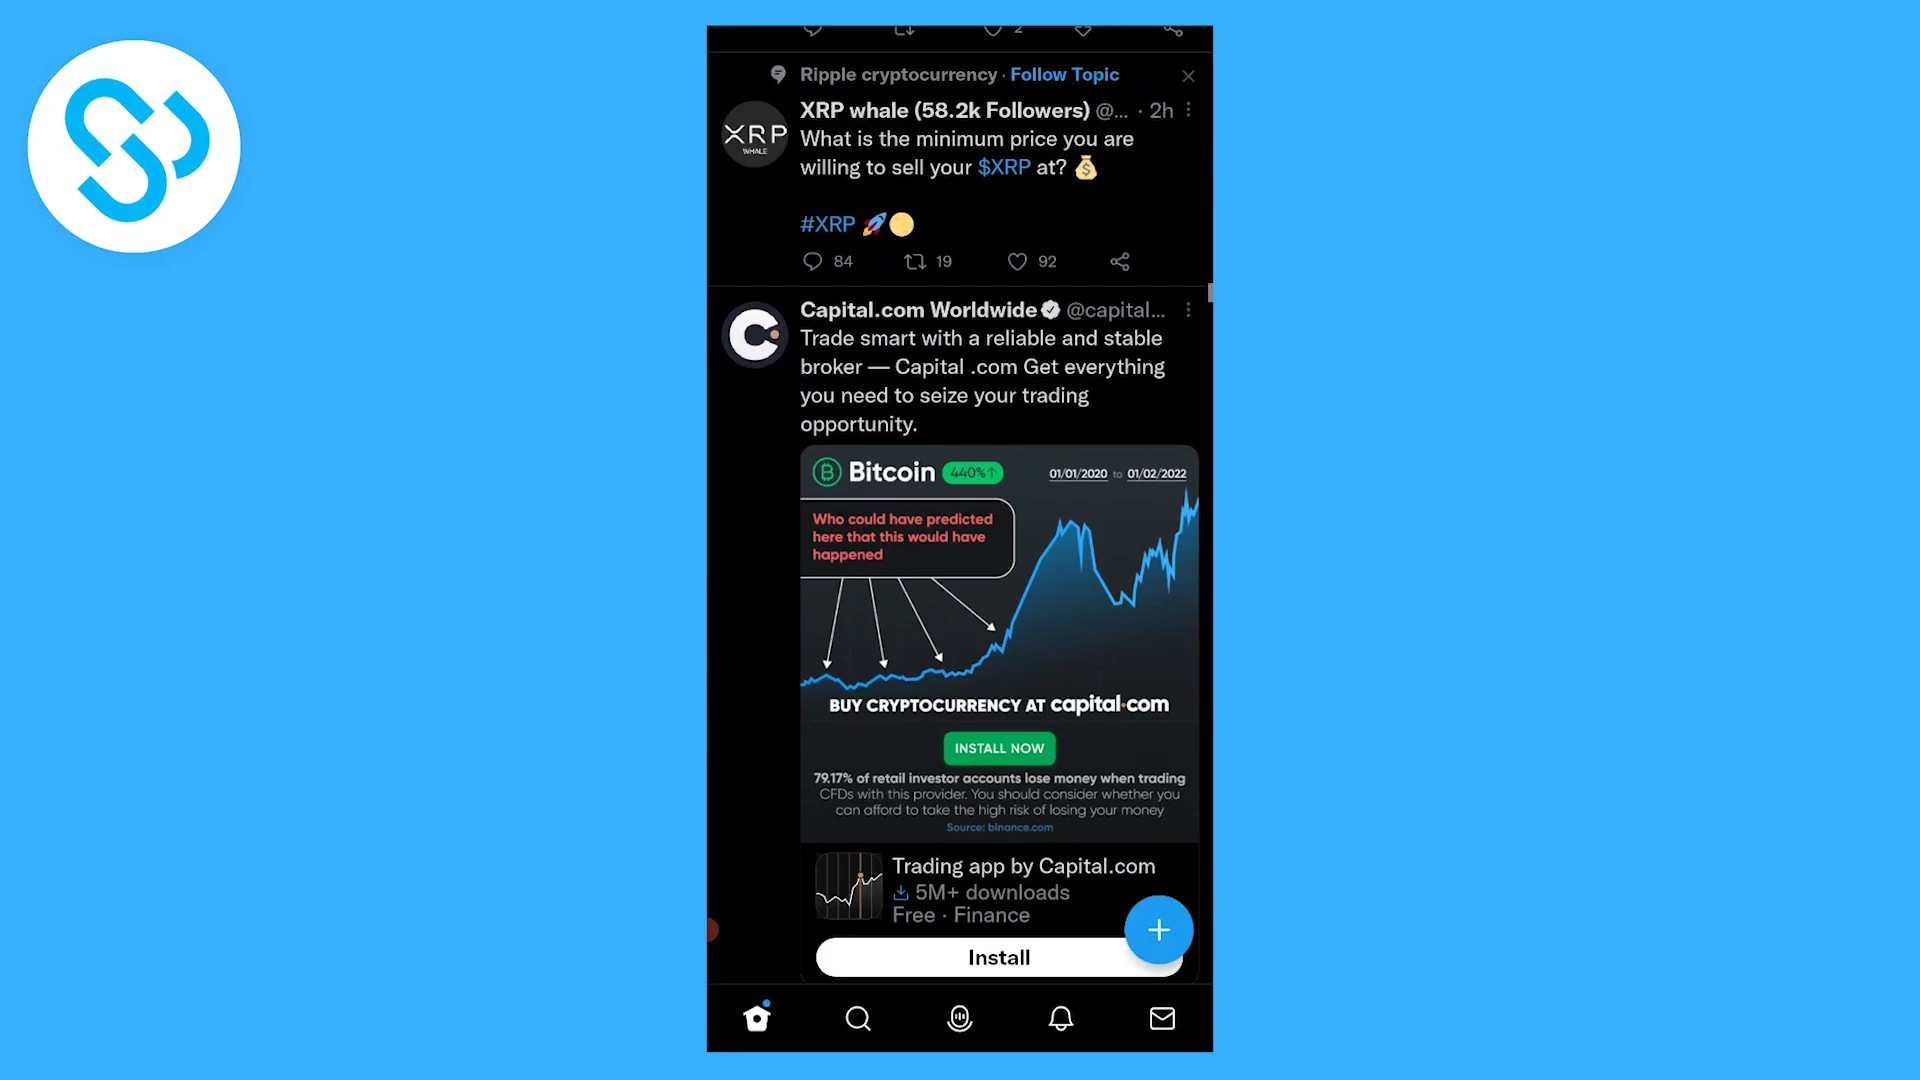 2
Ripple cryptocurrency · Follow Topic
XRP whale (58.2k Followers) @... · 2h
XRP
WHALE
What is the minimum price you are
willing to sell your $XRP at? 💰
#XRP 🚀🌕
84 19 92
Capital.com Worldwide @capital...
Trade smart with a reliable and stable
broker — Capital .com Get everything
you need to seize your trading
opportunity.
Bitcoin 440%↑ 01/01/2020 to 01/02/2022
Who could have predicted
here that this would have
happened
BUY CRYPTOCURRENCY AT capital.com
INSTALL NOW
79.17% of retail investor accounts lose money when trading
CFDs with this provider. You should consider whether you
can afford to take the high risk of losing your money
Source: binance.com
Trading app by Capital.com
5M+ downloads
Free · Finance
Install